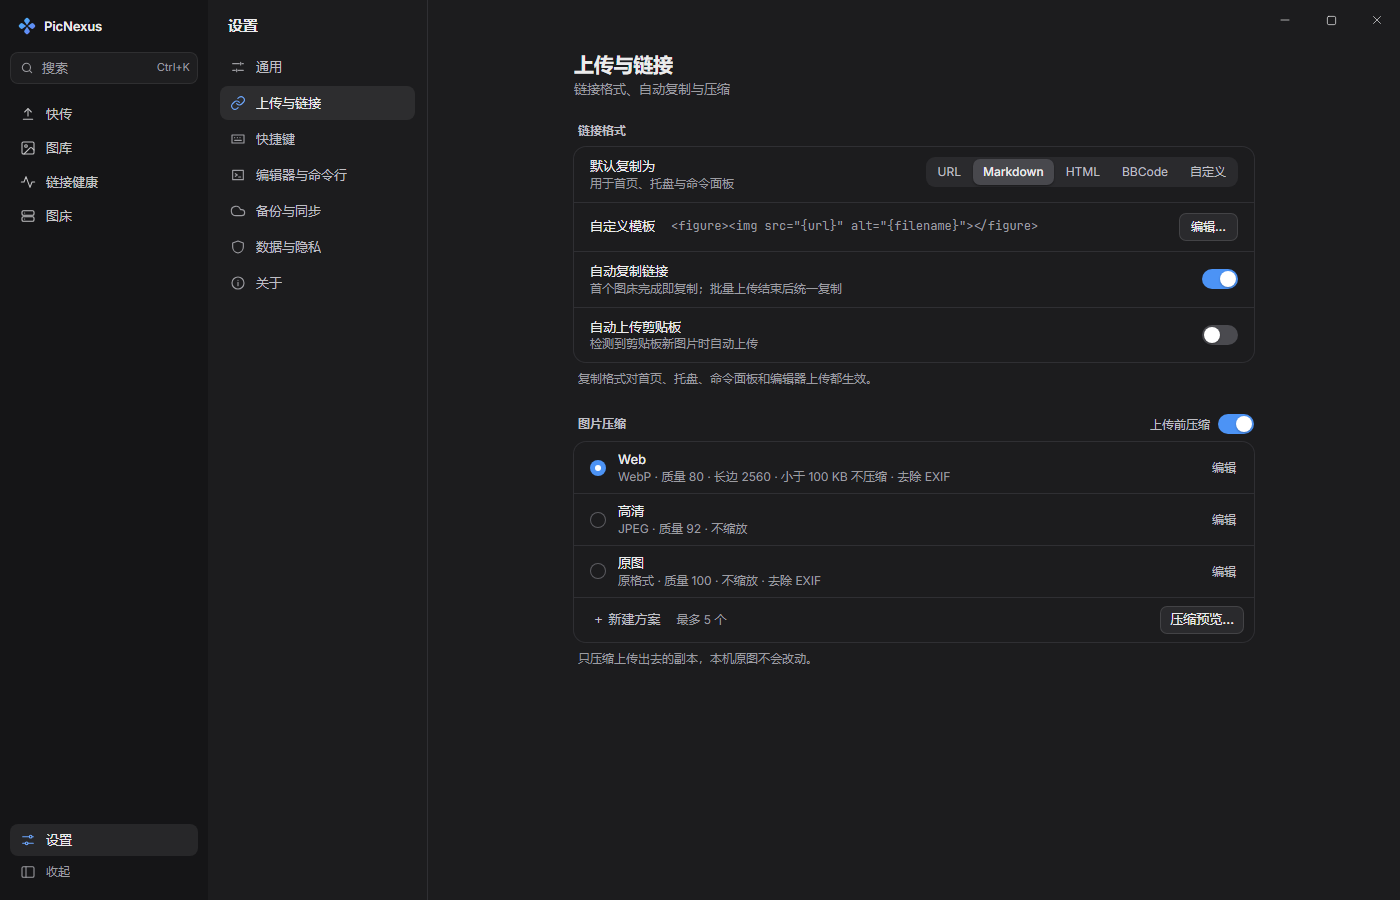 PicNexus
搜索 Ctrl+K
快传
图库
链接健康
图床
设置
收起
设置
通用
上传与链接
快捷键
编辑器与命令行
备份与同步
数据与隐私
关于
上传与链接
链接格式、自动复制与压缩
链接格式
默认复制为
用于首页、托盘与命令面板
URL Markdown HTML BBCode 自定义
自定义模板 <figure><img src="{url}" alt="{filename}"></figure> 编辑...
自动复制链接
首个图床完成即复制；批量上传结束后统一复制
自动上传剪贴板
检测到剪贴板新图片时自动上传
复制格式对首页、托盘、命令面板和编辑器上传都生效。
图片压缩 上传前压缩
Web
WebP · 质量 80 · 长边 2560 · 小于 100 KB 不压缩 · 去除 EXIF
编辑
高清
JPEG · 质量 92 · 不缩放
编辑
原图
原格式 · 质量 100 · 不缩放 · 去除 EXIF
编辑
+ 新建方案 最多 5 个 压缩预览...
只压缩上传出去的副本，本机原图不会改动。